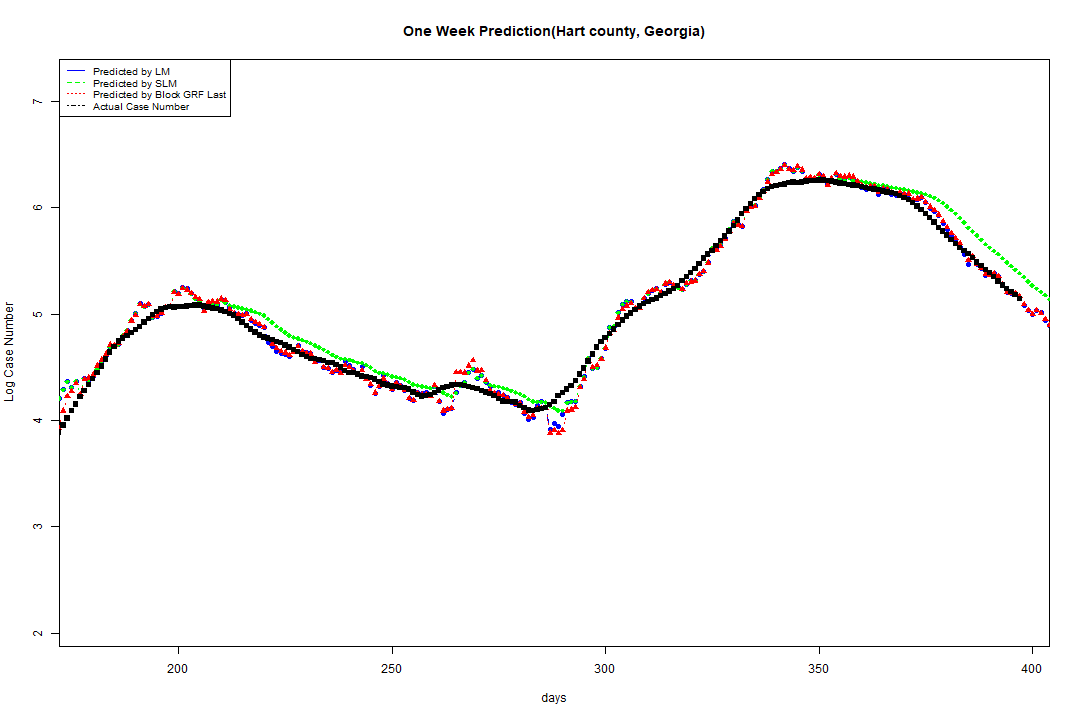 One Week Prediction(Hart county, Georgia)
Predicted by LM
Predicted by SLM
Predicted by Block GRF Last
Actual Case Number
7
6
5
4
3
2
Log Case Number
200 250 300 350 400
days